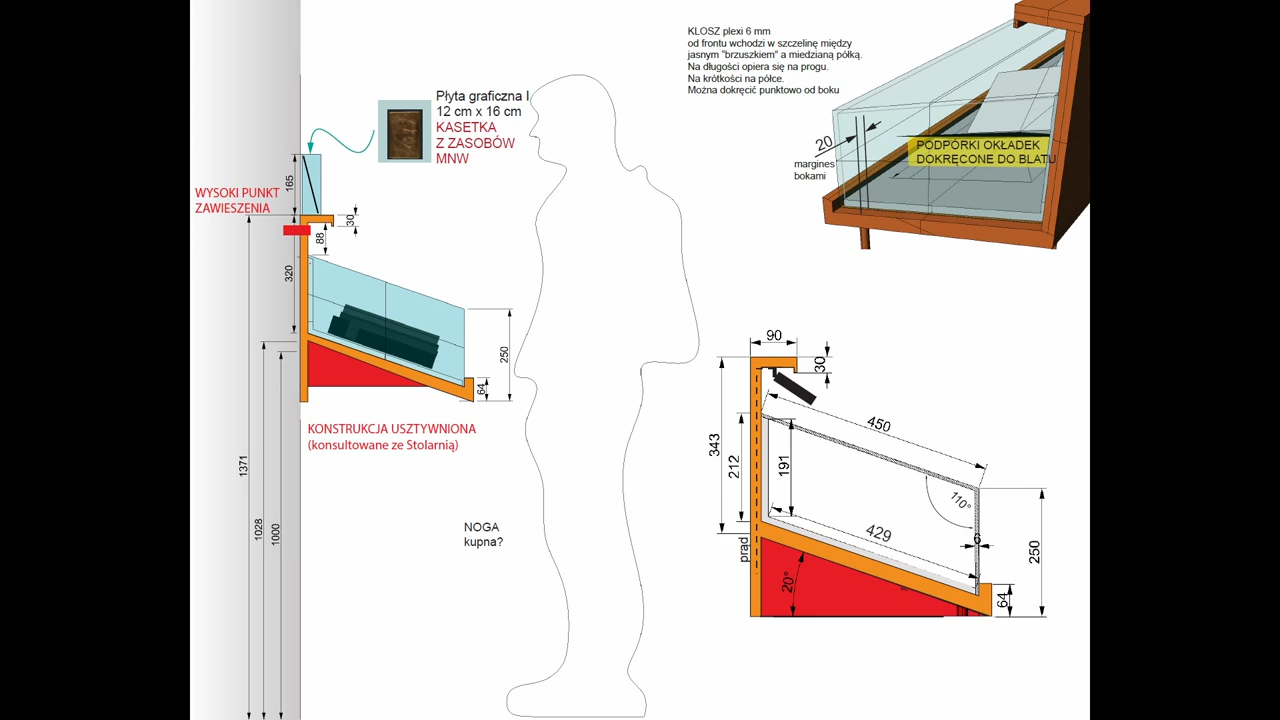 KLOSZ plexi 6 mm
od frontu wchodzi w szczelinę między
jasnym "brzuszkiem" a miedzianą półką.
Na długości opiera się na progu.
Na krótkości na półce.
Można dokręcić punktowo od boku
Płyta graficzna I
12 cm x 16 cm
KASETKA
Z ZASOBÓW
MNW
20
margines
bokami
PODPÓRKI OKŁADEK
DOKRĘCONE DO BLATU
WYSOKI PUNKT
ZAWIESZENIA
165
30
88
320
250
64
KONSTRUKCJA USZTYWNIONA
(konsultowane ze Stolarnią)
1371
1028
1000
NOGA
kupna?
90
30
450
343
212
191
110°
429
6
prąd
250
20°
64